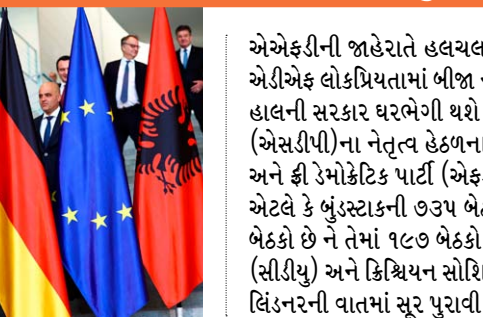 એએફડીની જાહેરાતે હલચલ
એડીએફ લોકપ્રિયતામાં બીજા
હાલની સરકાર ઘરભેગી થશે
(એસડીપી)ના નેતૃત્વ હેઠળના
અને ફ્રી ડેમોક્રેટિક પાર્ટી
એટલે કે બુંડસ્ટાકની ૭૩૫
બેઠકો છે ને તેમાં ૧૯૭ બેઠકો
(સીડીયુ) અને ક્રિશ્ચિયન
લિંડનરની વાતમાં સૂર પુરાવી